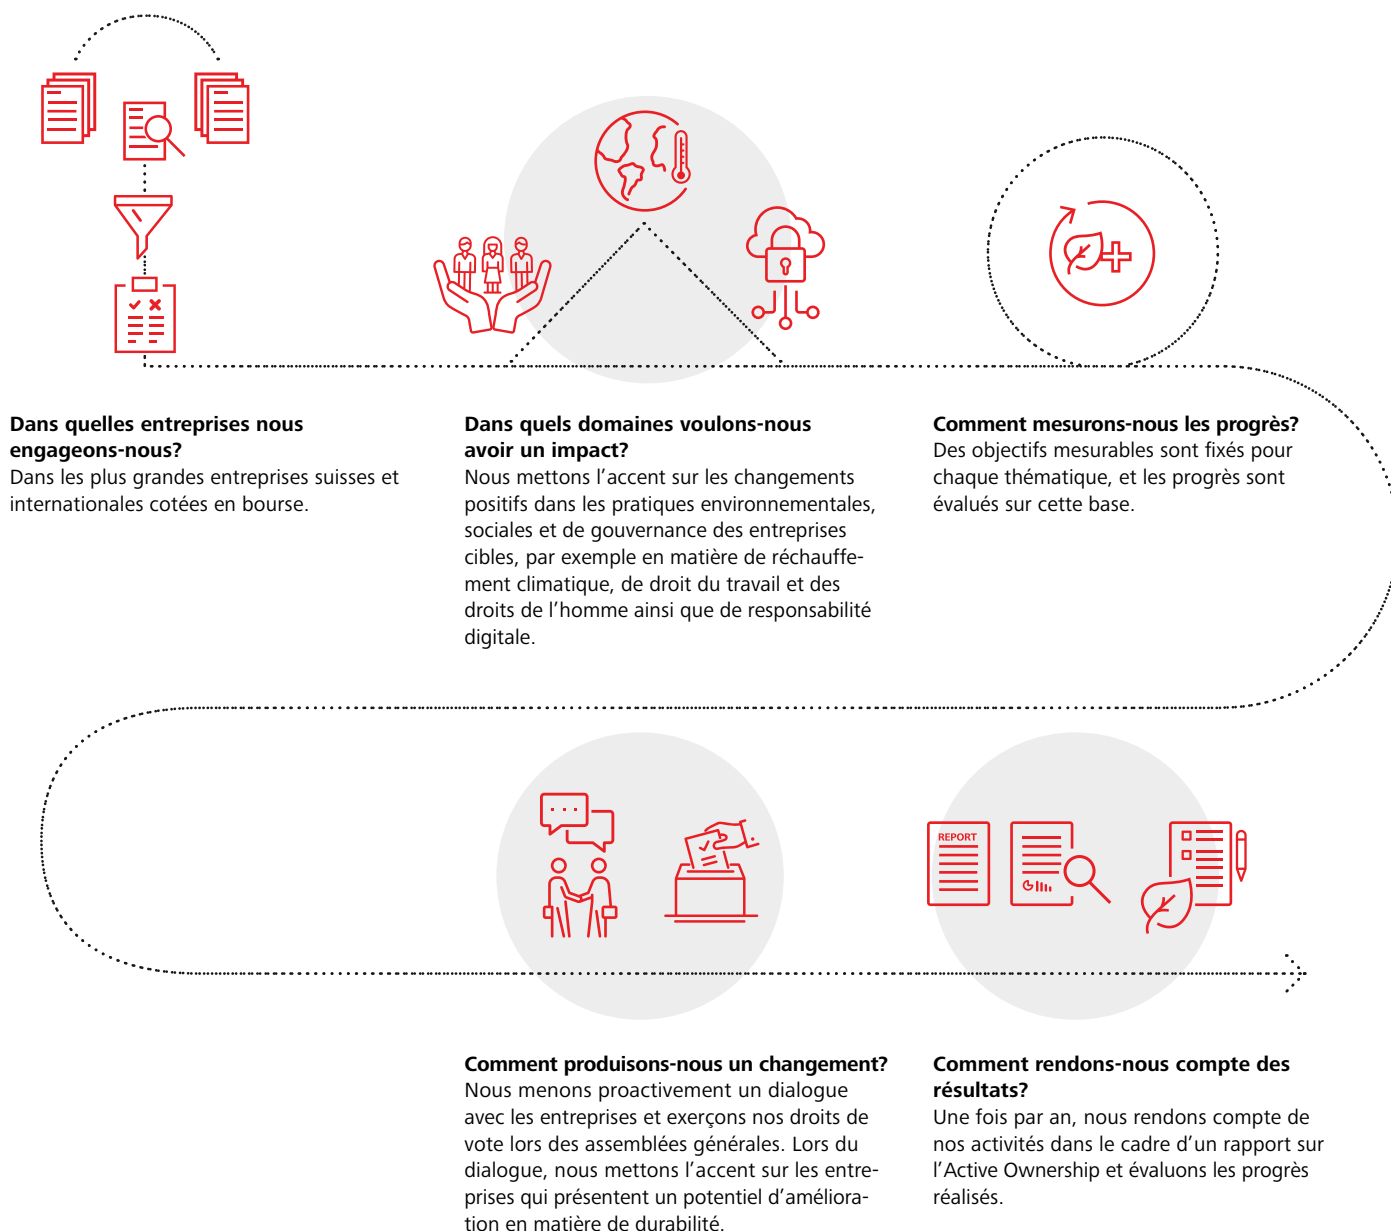 Dans quelles entreprises nous
engageons-nous?
Dans les plus grandes entreprises suisses et
internationales cotées en bourse.
Dans quels domaines voulons-nous
avoir un impact?
Nous mettons l’accent sur les changements
positifs dans les pratiques environnementales,
sociales et de gouvernance des entreprises
cibles, par exemple en matière de réchauffe-
ment climatique, de droit du travail et des
droits de l’homme ainsi que de responsabilité
digitale.
Comment mesurons-nous les progrès?
Des objectifs mesurables sont fixés pour
chaque thématique, et les progrès sont
évalués sur cette base.
REPORT
Comment produisons-nous un changement?
Nous menons proactivement un dialogue
avec les entreprises et exerçons nos droits de
vote lors des assemblées générales. Lors du
dialogue, nous mettons l’accent sur les entre-
prises qui présentent un potentiel d’améliora-
tion en matière de durabilité.
Comment rendons-nous compte des
résultats?
Une fois par an, nous rendons compte de
nos activités dans le cadre d’un rapport sur
l’Active Ownership et évaluons les progrès
réalisés.